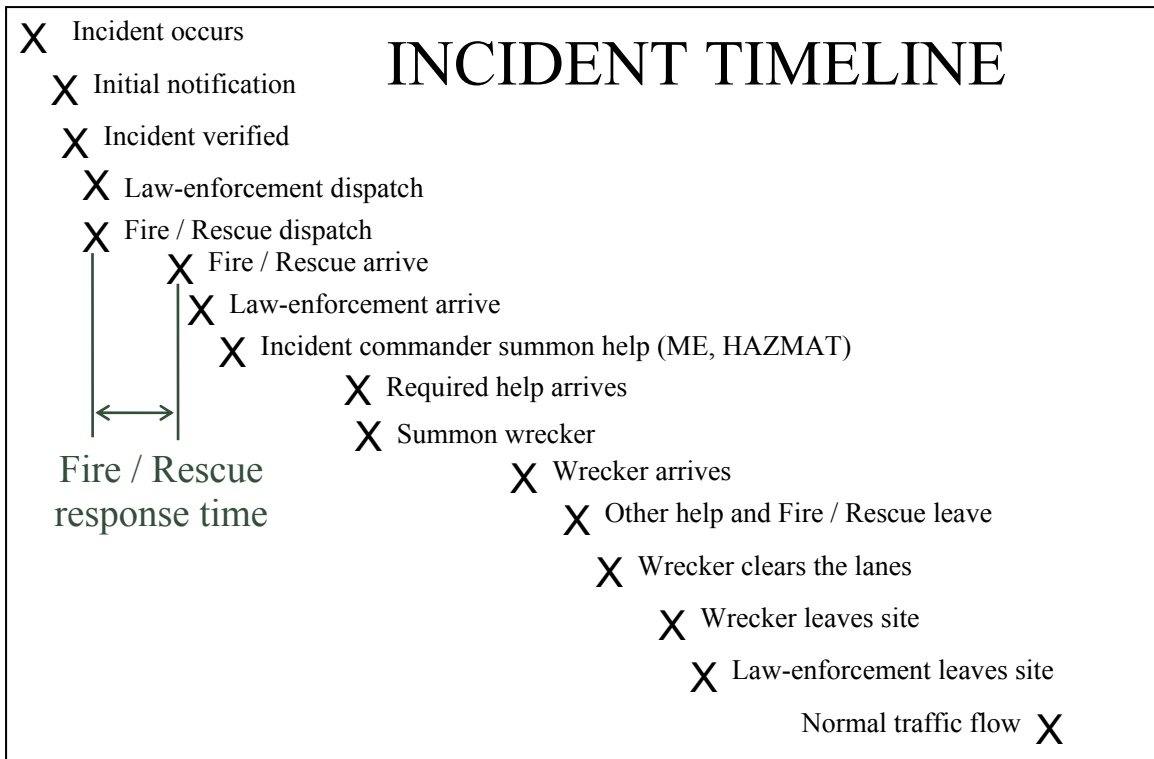 INCIDENT TIMELINE
X Incident occurs
X Initial notification
X Incident verified
X Law-enforcement dispatch
X Fire / Rescue dispatch
X Fire / Rescue arrive
X Law-enforcement arrive
X Incident commander summon help (ME, HAZMAT)
X Required help arrives
X Summon wrecker
Fire / Rescue
response time
X Wrecker arrives
X Other help and Fire / Rescue leave
X Wrecker clears the lanes
X Wrecker leaves site
X Law-enforcement leaves site
Normal traffic flow X